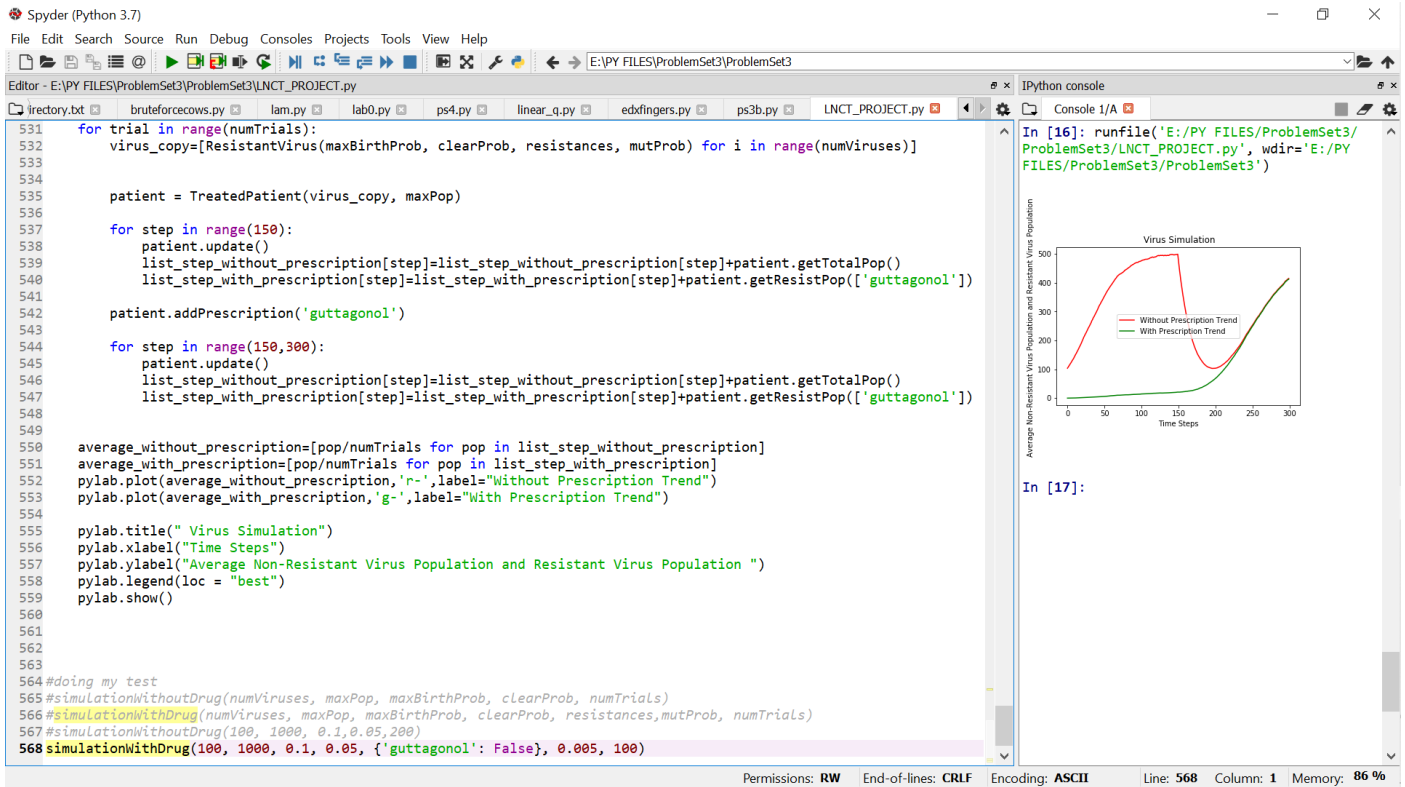 Spyder (Python 3.7)
File Edit Search Source Run Debug Consoles Projects Tools View Help
E:\PY FILES\ProblemSet3\ProblemSet3
Editor - E:\PY FILES\ProblemSet3\ProblemSet3\LNCT_PROJECT.py
irectory.txt bruteforcecows.py lam.py lab0.py ps4.py linear_q.py edxfingers.py ps3b.py LNCT_PROJECT.py
531 for trial in range(numTrials):
532 virus_copy=[ResistantVirus(maxBirthProb, clearProb, resistances, mutProb) for i in range(numViruses)]
533
534
535 patient = TreatedPatient(virus_copy, maxPop)
536
537 for step in range(150):
538 patient.update()
539 list_step_without_prescription[step]=list_step_without_prescription[step]+patient.getTotalPop()
540 list_step_with_prescription[step]=list_step_with_prescription[step]+patient.getResistPop(['guttagonol'])
541
542 patient.addPrescription('guttagonol')
543
544 for step in range(150,300):
545 patient.update()
546 list_step_without_prescription[step]=list_step_without_prescription[step]+patient.getTotalPop()
547 list_step_with_prescription[step]=list_step_with_prescription[step]+patient.getResistPop(['guttagonol'])
548
549
550 average_without_prescription=[pop/numTrials for pop in list_step_without_prescription]
551 average_with_prescription=[pop/numTrials for pop in list_step_with_prescription]
552 pylab.plot(average_without_prescription,'r-',label="Without Prescription Trend")
553 pylab.plot(average_with_prescription,'g-',label="With Prescription Trend")
554
555 pylab.title(" Virus Simulation")
556 pylab.xlabel("Time Steps")
557 pylab.ylabel("Average Non-Resistant Virus Population and Resistant Virus Population ")
558 pylab.legend(loc = "best")
559 pylab.show()
560
561
562
563
564 #doing my test
565 #simulationWithoutDrug(numViruses, maxPop, maxBirthProb, clearProb, numTrials)
566 #simulationWithDrug(numViruses, maxPop, maxBirthProb, clearProb, resistances,mutProb, numTrials)
567 #simulationWithoutDrug(100, 1000, 0.1,0.05,200)
568 simulationWithDrug(100, 1000, 0.1, 0.05, {'guttagonol': False}, 0.005, 100)
IPython console
Console 1/A
In [16]: runfile('E:/PY FILES/ProblemSet3/
ProblemSet3/LNCT_PROJECT.py', wdir='E:/PY
FILES/ProblemSet3/ProblemSet3')
Virus Simulation
Average Non-Resistant Virus Population and Resistant Virus Population
500
400
300
200
100
0
Without Prescription Trend
With Prescription Trend
0 50 100 150 200 250 300
Time Steps
In [17]:
Permissions: RW End-of-lines: CRLF Encoding: ASCII Line: 568 Column: 1 Memory: 86 %